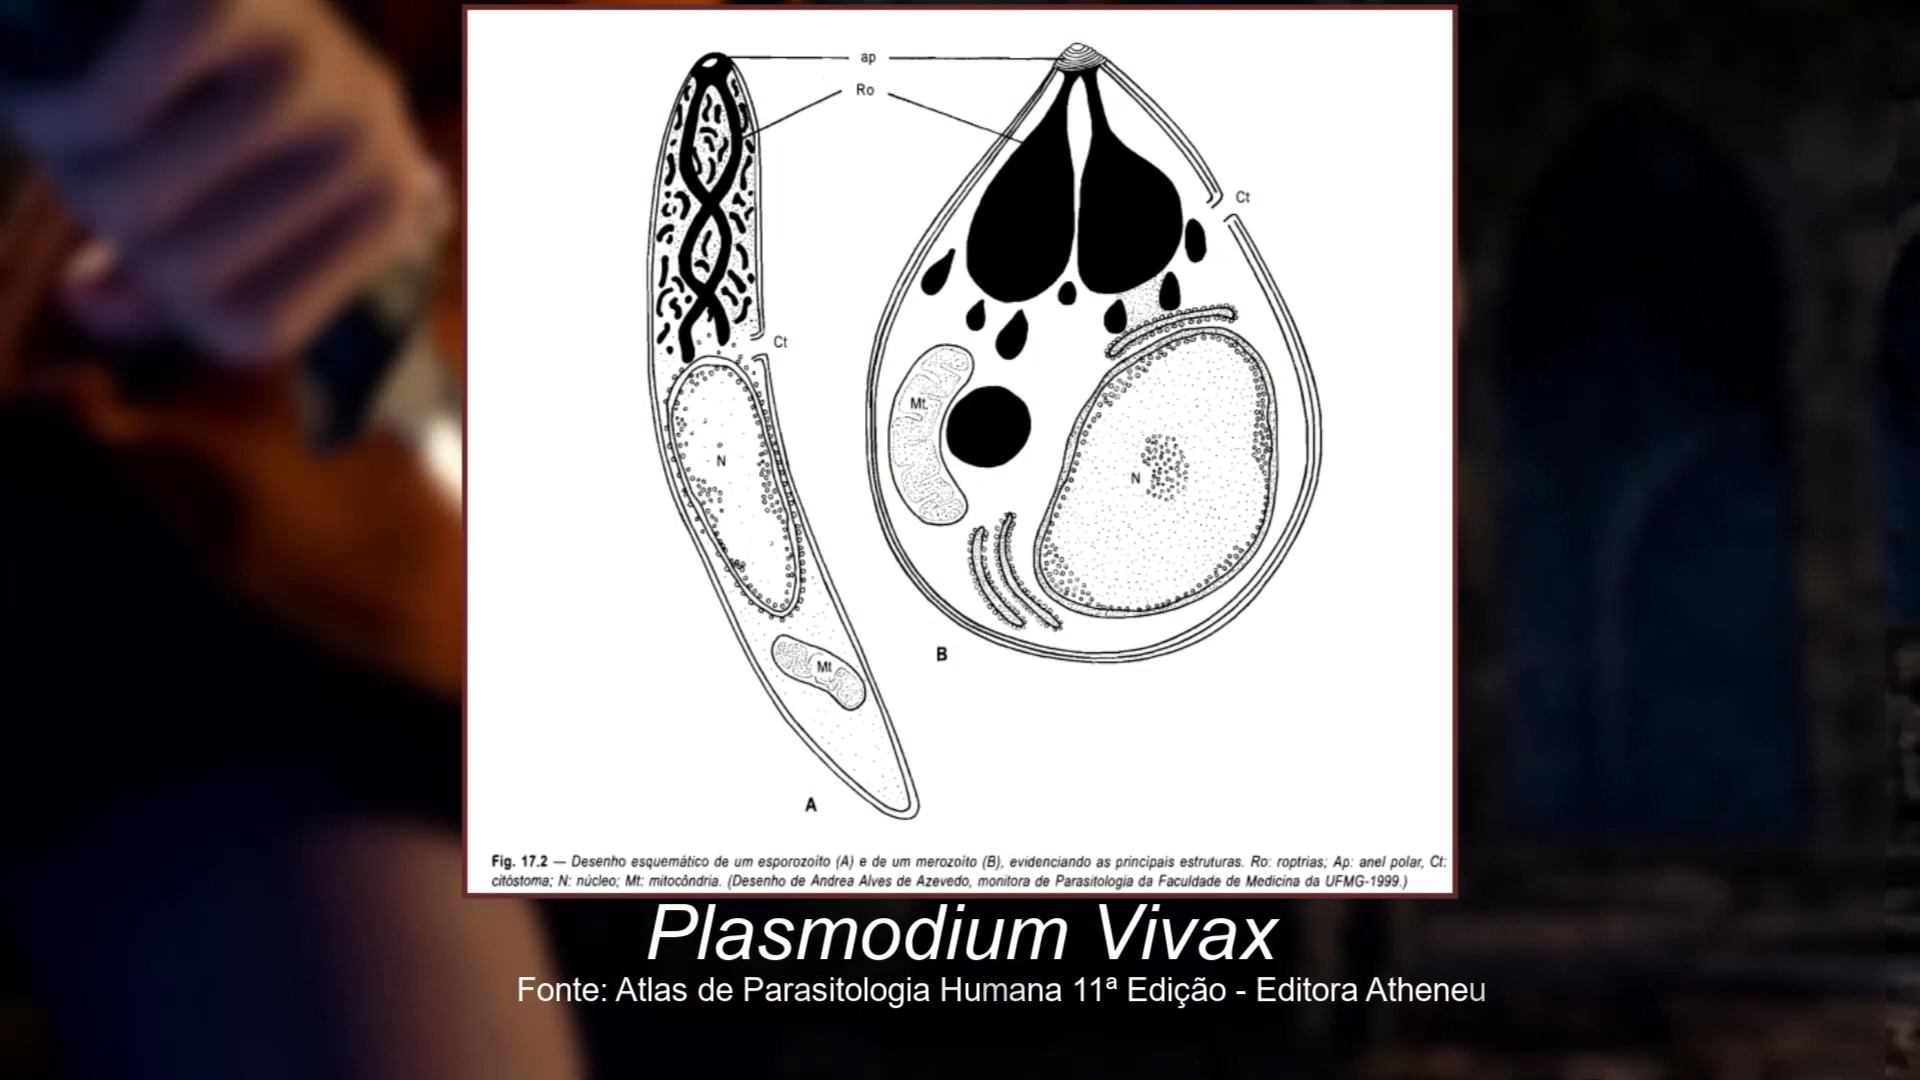 ap
Ro
Ct
Ct
Mt.
N
N
B
Mt
A
Fig. 17.2 — Desenho esquemático de um esporozoíto (A) e de um merozoíto (B), evidenciando as principais estruturas. Ro: roptrias; Ap: anel polar, Ct:
citóstoma; N: núcleo; Mt: mitocôndria. (Desenho de Andrea Alves de Azevedo, monitora de Parasitologia da Faculdade de Medicina da UFMG-1999.)
Plasmodium Vivax
Fonte: Atlas de Parasitologia Humana 11ª Edição - Editora Atheneu